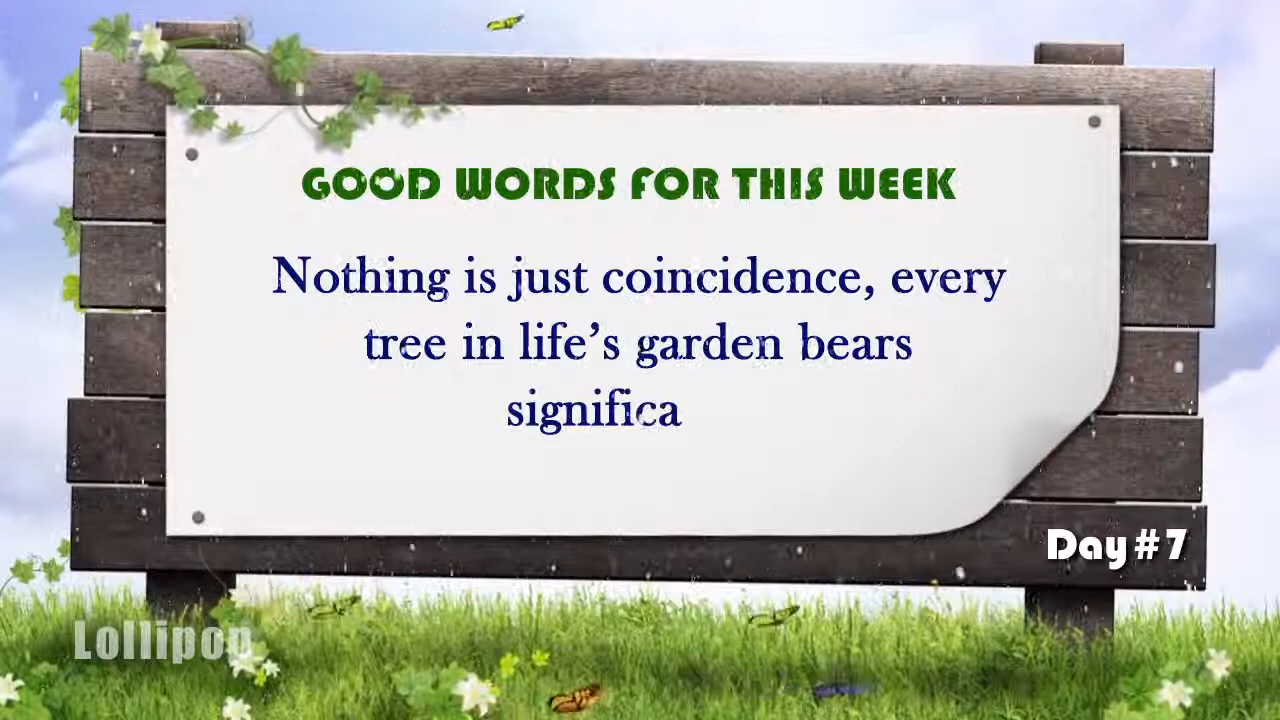 GOOD WORDS FOR THIS WEEK
Nothing is just coincidence, every
tree in life’s garden bears
significa
Day # 7
Lollipop